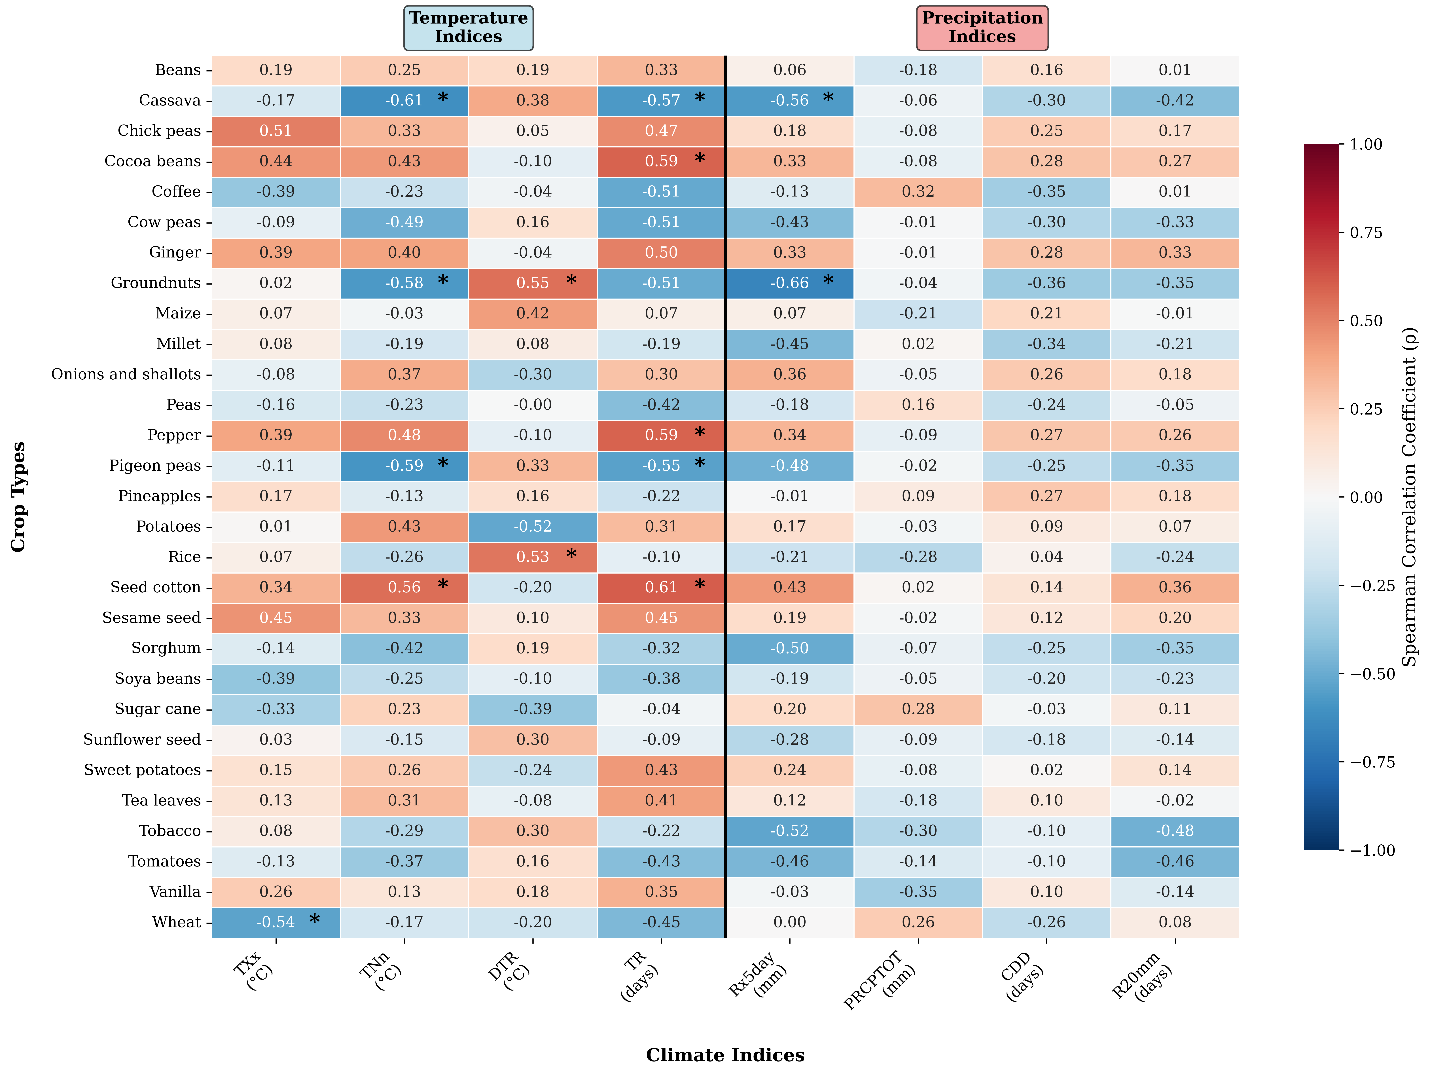 Temperature
Indices
Precipitation
Indices
Beans 0.19 0.25 0.19 0.33 0.06 -0.18 0.16 0.01
Cassava -0.17 -0.61 * 0.38 -0.57 * -0.56 * -0.06 -0.30 -0.42
Chick peas 0.51 0.33 0.05 0.47 0.18 -0.08 0.25 0.17
Cocoa beans 0.44 0.43 -0.10 0.59 * 0.33 -0.08 0.28 0.27
Coffee -0.39 -0.23 -0.04 -0.51 -0.13 0.32 -0.35 0.01
Cow peas -0.09 -0.49 0.16 -0.51 -0.43 -0.01 -0.30 -0.33
Ginger 0.39 0.40 -0.04 0.50 0.33 -0.01 0.28 0.33
Groundnuts 0.02 -0.58 * 0.55 * -0.51 -0.66 * -0.04 -0.36 -0.35
Maize 0.07 -0.03 0.42 0.07 0.07 -0.21 0.21 -0.01
Millet 0.08 -0.19 0.08 -0.19 -0.45 0.02 -0.34 -0.21
Onions and shallots -0.08 0.37 -0.30 0.30 0.36 -0.05 0.26 0.18
Peas -0.16 -0.23 -0.00 -0.42 -0.18 0.16 -0.24 -0.05
Pepper 0.39 0.48 -0.10 0.59 * 0.34 -0.09 0.27 0.26
Pigeon peas -0.11 -0.59 * 0.33 -0.55 * -0.48 -0.02 -0.25 -0.35
Pineapples 0.17 -0.13 0.16 -0.22 -0.01 0.09 0.27 0.18
Potatoes 0.01 0.43 -0.52 0.31 0.17 -0.03 0.09 0.07
Rice 0.07 -0.26 0.53 * -0.10 -0.21 -0.28 0.04 -0.24
Seed cotton 0.34 0.56 * -0.20 0.61 * 0.43 0.02 0.14 0.36
Sesame seed 0.45 0.33 0.10 0.45 0.19 -0.02 0.12 0.20
Sorghum -0.14 -0.42 0.19 -0.32 -0.50 -0.07 -0.25 -0.35
Soya beans -0.39 -0.25 -0.10 -0.38 -0.19 -0.05 -0.20 -0.23
Sugar cane -0.33 0.23 -0.39 -0.04 0.20 0.28 -0.03 0.11
Sunflower seed 0.03 -0.15 0.30 -0.09 -0.28 -0.09 -0.18 -0.14
Sweet potatoes 0.15 0.26 -0.24 0.43 0.24 -0.08 0.02 0.14
Tea leaves 0.13 0.31 -0.08 0.41 0.12 -0.18 0.10 -0.02
Tobacco 0.08 -0.29 0.30 -0.22 -0.52 -0.30 -0.10 -0.48
Tomatoes -0.13 -0.37 0.16 -0.43 -0.46 -0.14 -0.10 -0.46
Vanilla 0.26 0.13 0.18 0.35 -0.03 -0.35 0.10 -0.14
Wheat -0.54 * -0.17 -0.20 -0.45 0.00 0.26 -0.26 0.08
TXx
(°C)
TNn
(°C)
DTR
(°C)
TR
(days)
Rx5day
(mm)
PRCPTOT
(mm)
CDD
(days)
R20mm
(days)
Climate Indices
Crop Types
1.00
0.75
0.50
0.25
0.00
−0.25
−0.50
−0.75
−1.00
Spearman Correlation Coefficient (ρ)